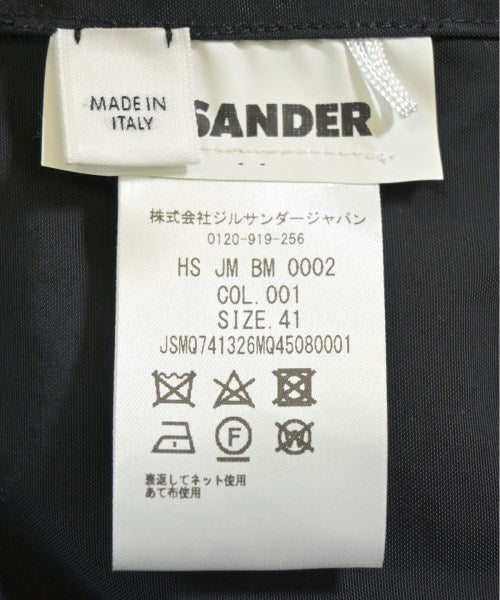 MADE IN
ITALY
SANDER
株式会社ジルサンダージャパン
0120-919-256
HS JM BM 0002
COL.001
SIZE.41
JSMQ741326MQ45080001
F
W
裏返してネット使用
あて布使用